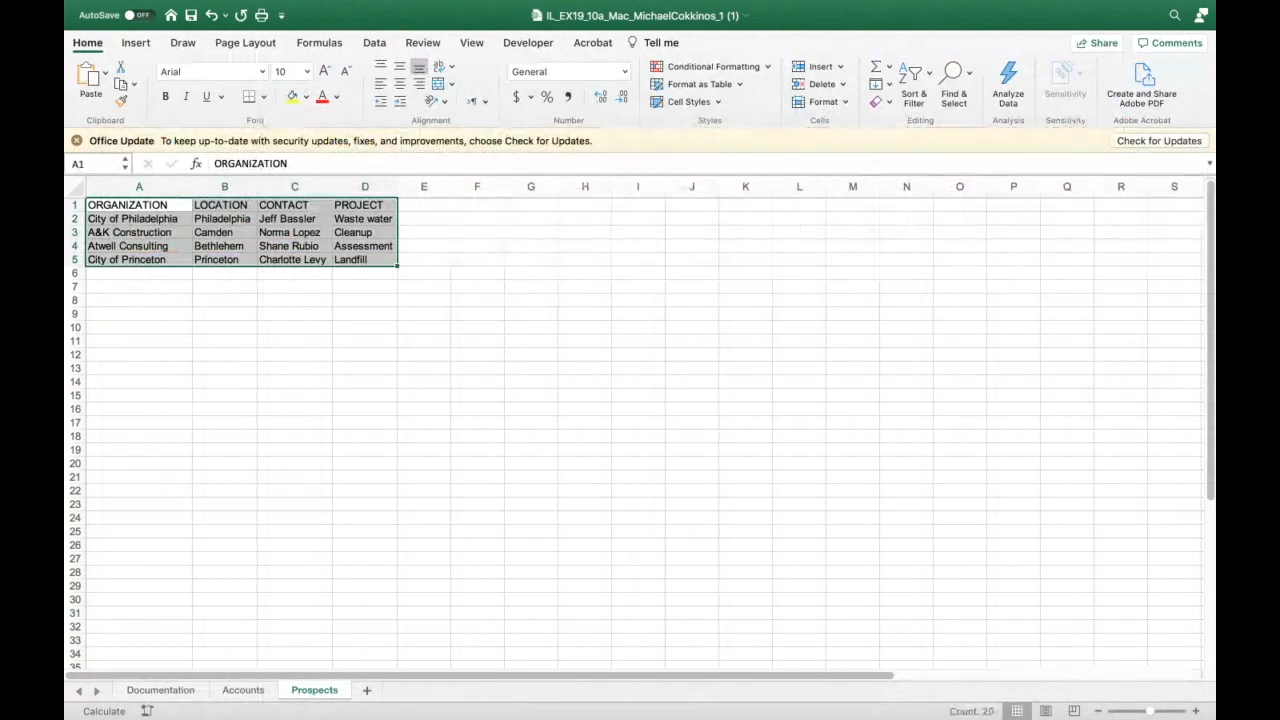 AutoSave OFF IL_EX19_10a_Mac_MichaelCokkinos_1 (1)
Home Insert Draw Page Layout Formulas Data Review View Developer Acrobat Tell me Share Comments
Paste Arial 10 General Conditional Formatting Format as Table Cell Styles Insert Delete Format Sort & Filter Find & Select Analyze Data Sensitivity Create and Share Adobe PDF
Clipboard Font Alignment Number Styles Cells Editing Analysis Sensitivity Adobe Acrobat
Office Update To keep up-to-date with security updates, fixes, and improvements, choose Check for Updates. Check for Updates
A1 fx ORGANIZATION
A B C D E F G H I J K L M N O P Q R S
1 ORGANIZATION LOCATION CONTACT PROJECT
2 City of Philadelphia Philadelphia Jeff Bassler Waste water
3 A&K Construction Camden Norma Lopez Cleanup
4 Atwell Consulting Bethlehem Shane Rubio Assessment
5 City of Princeton Princeton Charlotte Levy Landfill
6
7
8
9
10
11
12
13
14
15
16
17
18
19
20
21
22
23
24
25
26
27
28
29
30
31
32
33
34
35
Documentation Accounts Prospects
Calculate Count: 20